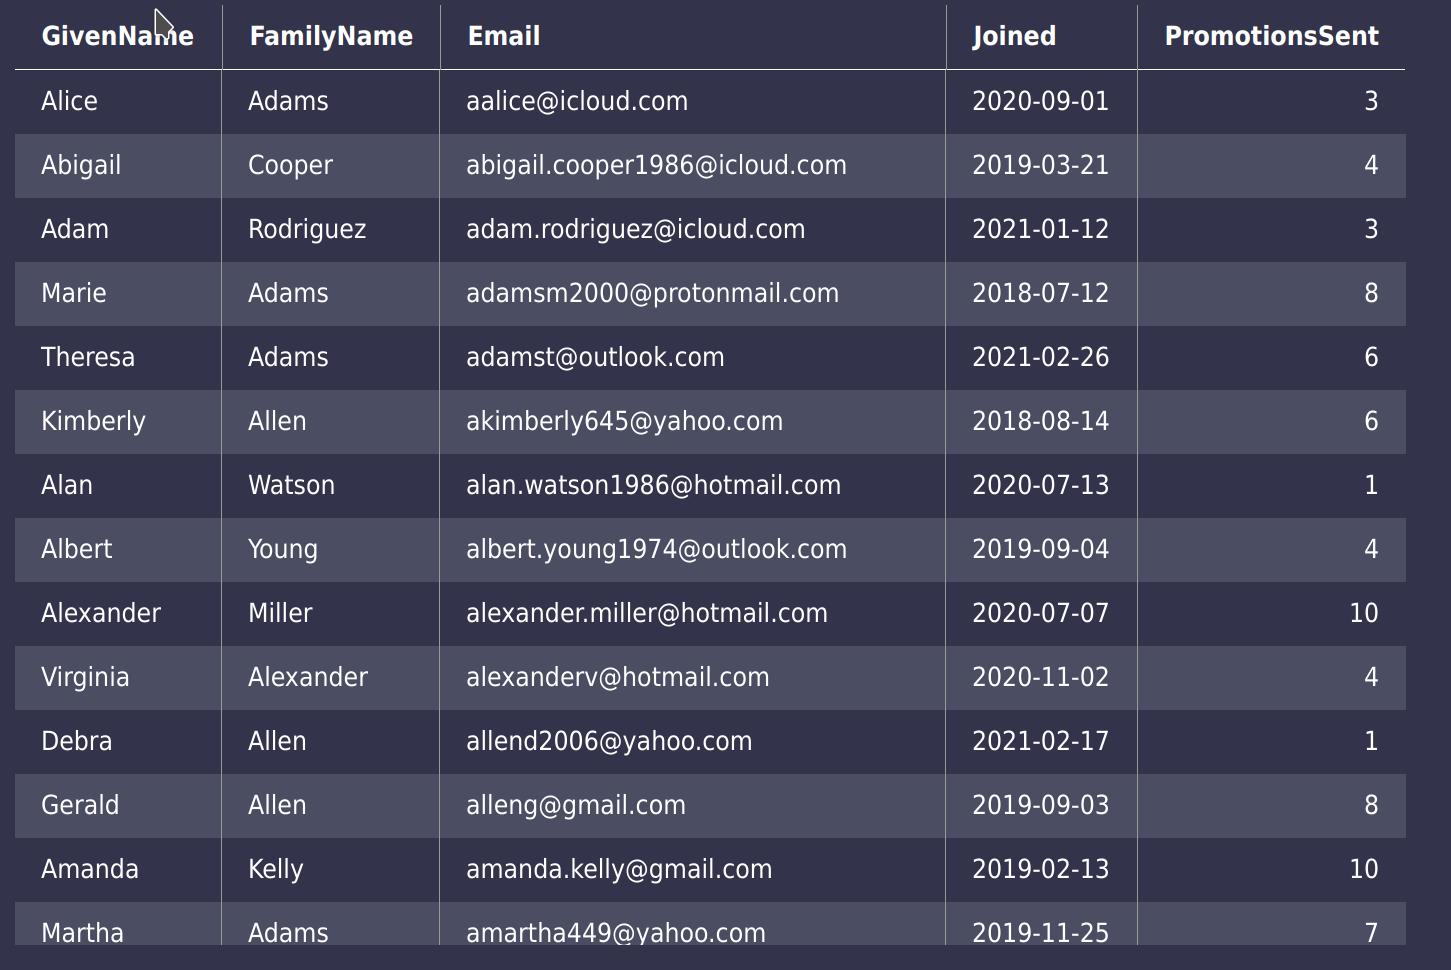 GivenName FamilyName Email Joined PromotionsSent
Alice Adams aalice@icloud.com 2020-09-01 3
Abigail Cooper abigail.cooper1986@icloud.com 2019-03-21 4
Adam Rodriguez adam.rodriguez@icloud.com 2021-01-12 3
Marie Adams adamsm2000@protonmail.com 2018-07-12 8
Theresa Adams adamst@outlook.com 2021-02-26 6
Kimberly Allen akimberly645@yahoo.com 2018-08-14 6
Alan Watson alan.watson1986@hotmail.com 2020-07-13 1
Albert Young albert.young1974@outlook.com 2019-09-04 4
Alexander Miller alexander.miller@hotmail.com 2020-07-07 10
Virginia Alexander alexanderv@hotmail.com 2020-11-02 4
Debra Allen allend2006@yahoo.com 2021-02-17 1
Gerald Allen alleng@gmail.com 2019-09-03 8
Amanda Kelly amanda.kelly@gmail.com 2019-02-13 10
Martha Adams amartha449@yahoo.com 2019-11-25 7